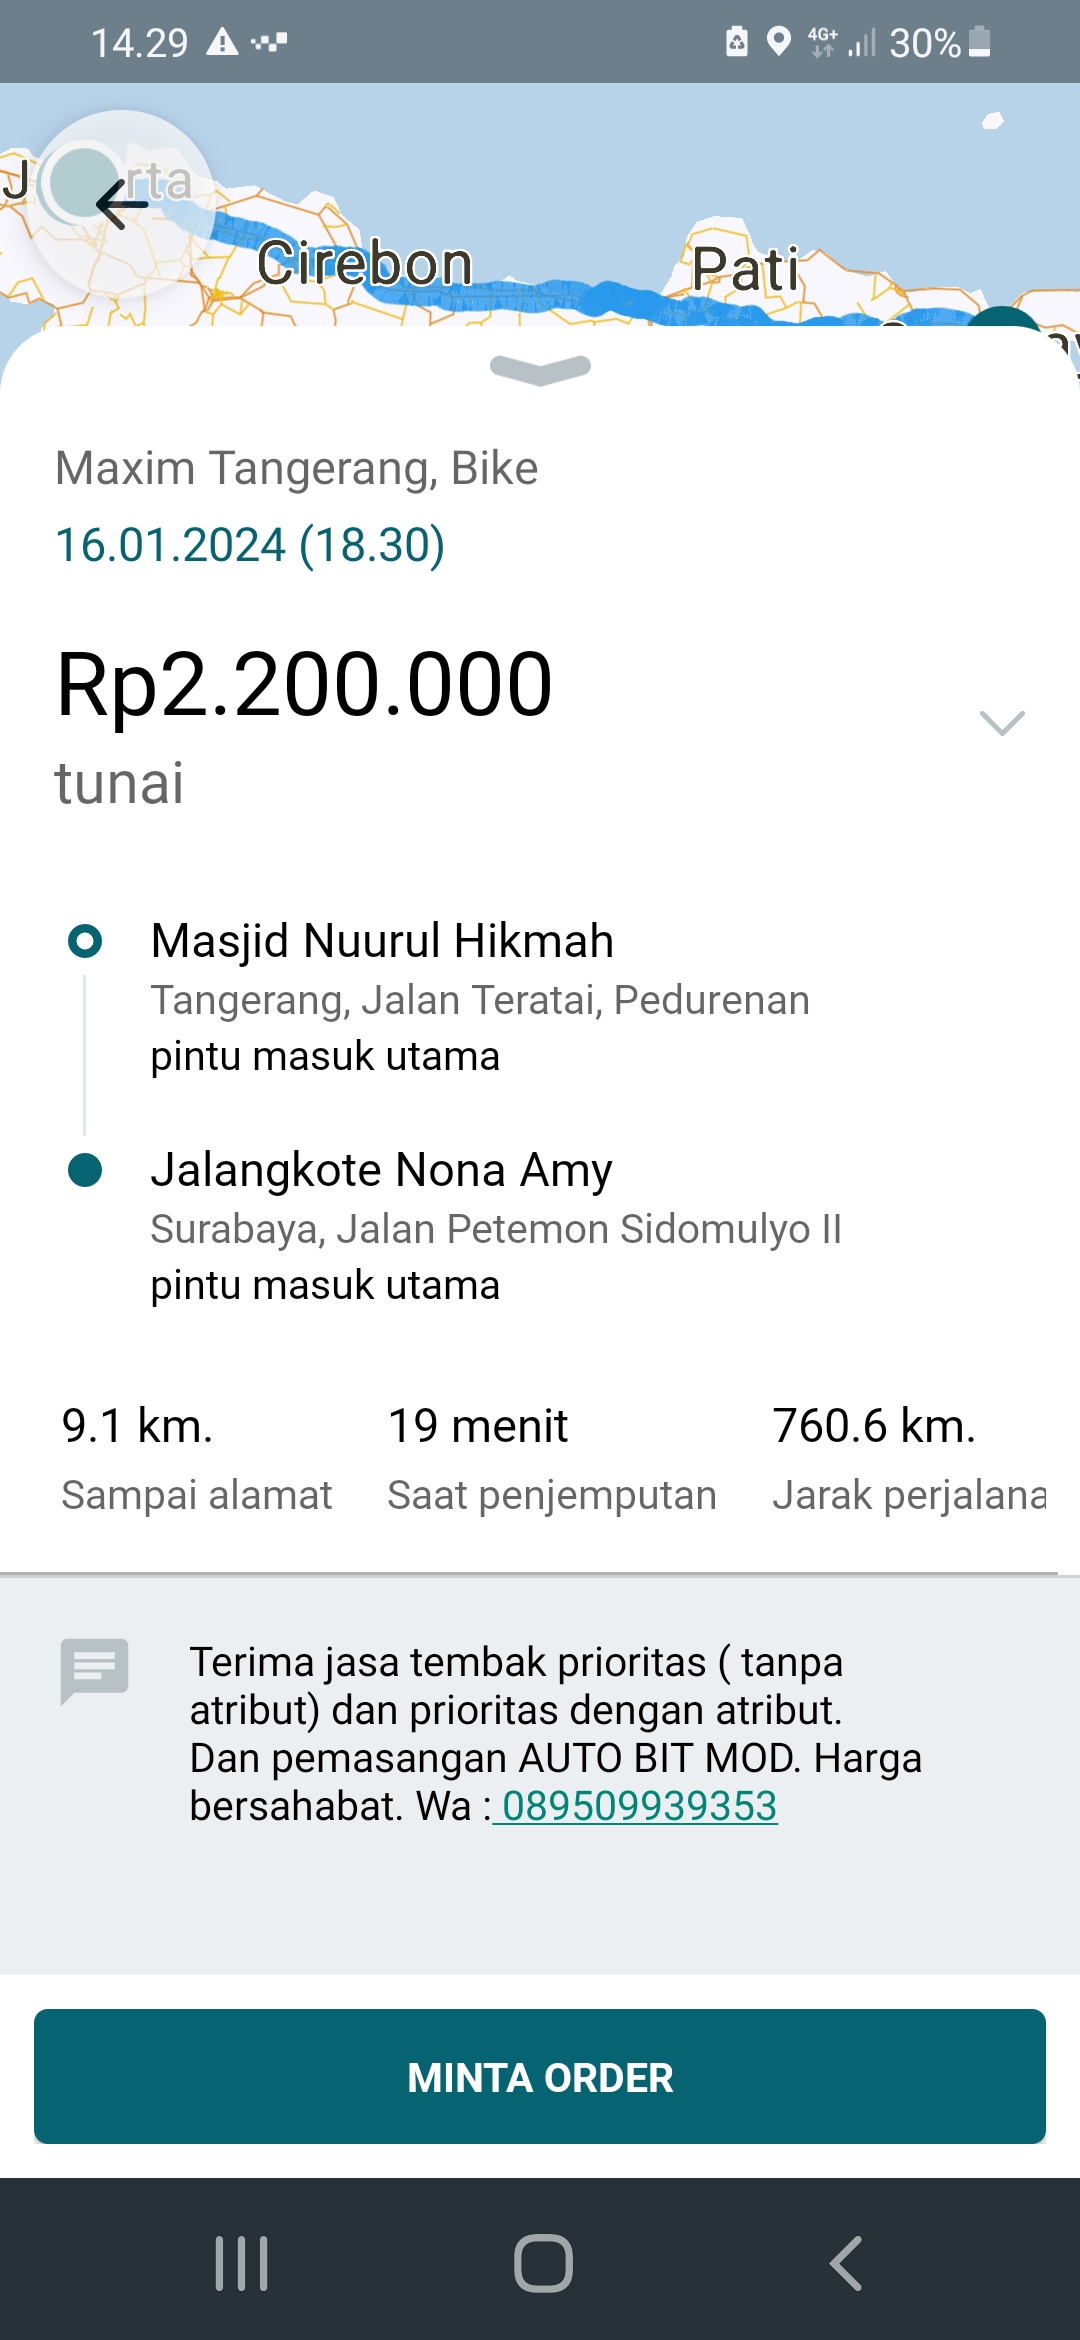 14.29
4G+
30%
J rta
Cirebon
Pati
Maxim Tangerang, Bike
16.01.2024 (18.30)
Rp2.200.000
tunai
Masjid Nuurul Hikmah
Tangerang, Jalan Teratai, Pedurenan
pintu masuk utama
Jalangkote Nona Amy
Surabaya, Jalan Petemon Sidomulyo II
pintu masuk utama
9.1 km.
19 menit
760.6 km.
Sampai alamat
Saat penjemputan
Jarak perjalana
Terima jasa tembak prioritas ( tanpa
atribut) dan prioritas dengan atribut.
Dan pemasangan AUTO BIT MOD. Harga
bersahabat. Wa : 089509939353
MINTA ORDER